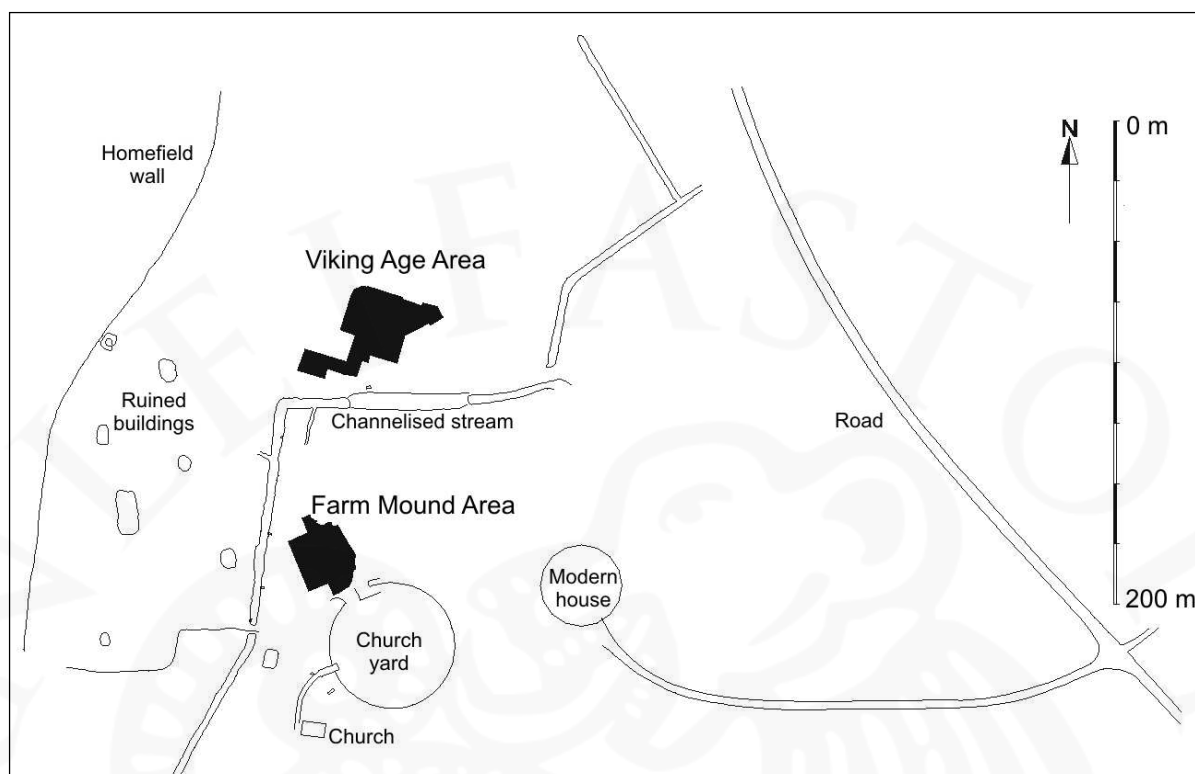 Homefield
wall
N
0 m
Viking Age Area
Ruined
buildings
Channelised stream
Road
Farm Mound Area
Modern
house
200 m
Church
yard
Church